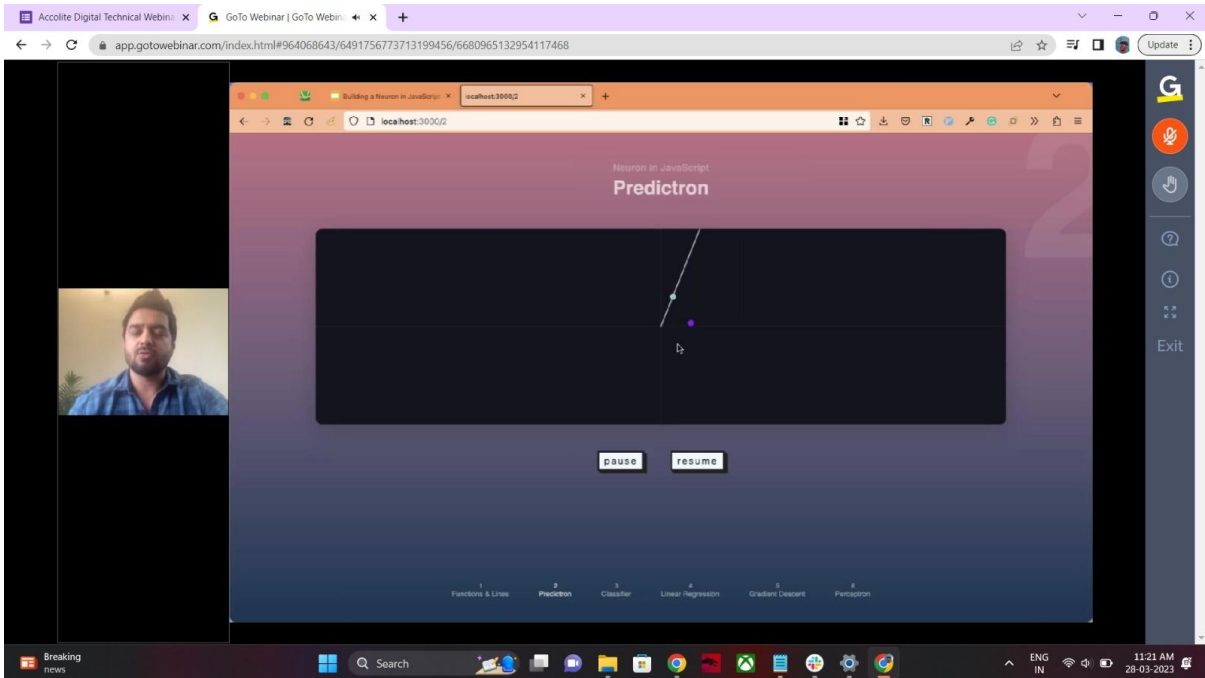 Accolite Digital Technical Webina
GoTo Webinar | GoTo Webin
app.gotowebinar.com/index.html#964068643/6491756773713199456/6680965132954117468
Update
Building a Neuron in JavaScript
localhost:3000/2
localhost:3000/2
2
Neuron in JavaScript
Predictron
pause
resume
1 2 3 4 5 6
Functions & Lines Predictron Classifier Linear Regression Gradient Descent Perceptron
G
Exit
Breaking
news
Search
ENG
IN
11:21 AM
28-03-2023